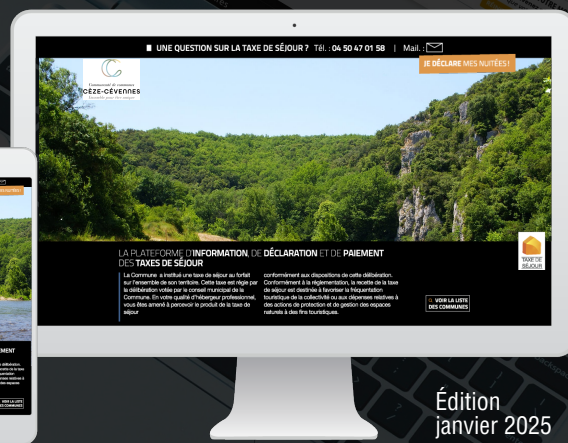 UNE QUESTION SUR LA TAXE DE SÉJOUR ? Tél. : 04 50 47 01 58 | Mail. :
JE DÉCLARE MES NUITÉES !
Communauté de communes
CÈZE-CÉVENNES
LA PLATEFORME D'INFORMATION, DE DÉCLARATION ET DE PAIEMENT
DES TAXES DE SÉJOUR
La Commune a institué une taxe de séjour au forfait
sur l'ensemble de son territoire. Cette taxe est régie par
la délibération votée par le conseil municipal de la
Commune. En votre qualité d'hébergeur professionnel,
vous êtes amené à percevoir le produit de la taxe de
séjour
conformément aux dispositions de cette délibération.
Conformément à la réglementation, la recette de la taxe
de séjour est destinée à favoriser la fréquentation
touristique de la collectivité ou aux dépenses relatives à
des actions de protection et de gestion des espaces
naturels à des fins touristiques.
TAXE DE
SÉJOUR
VOIR LA LISTE
DES COMMUNES
Édition
janvier 2025